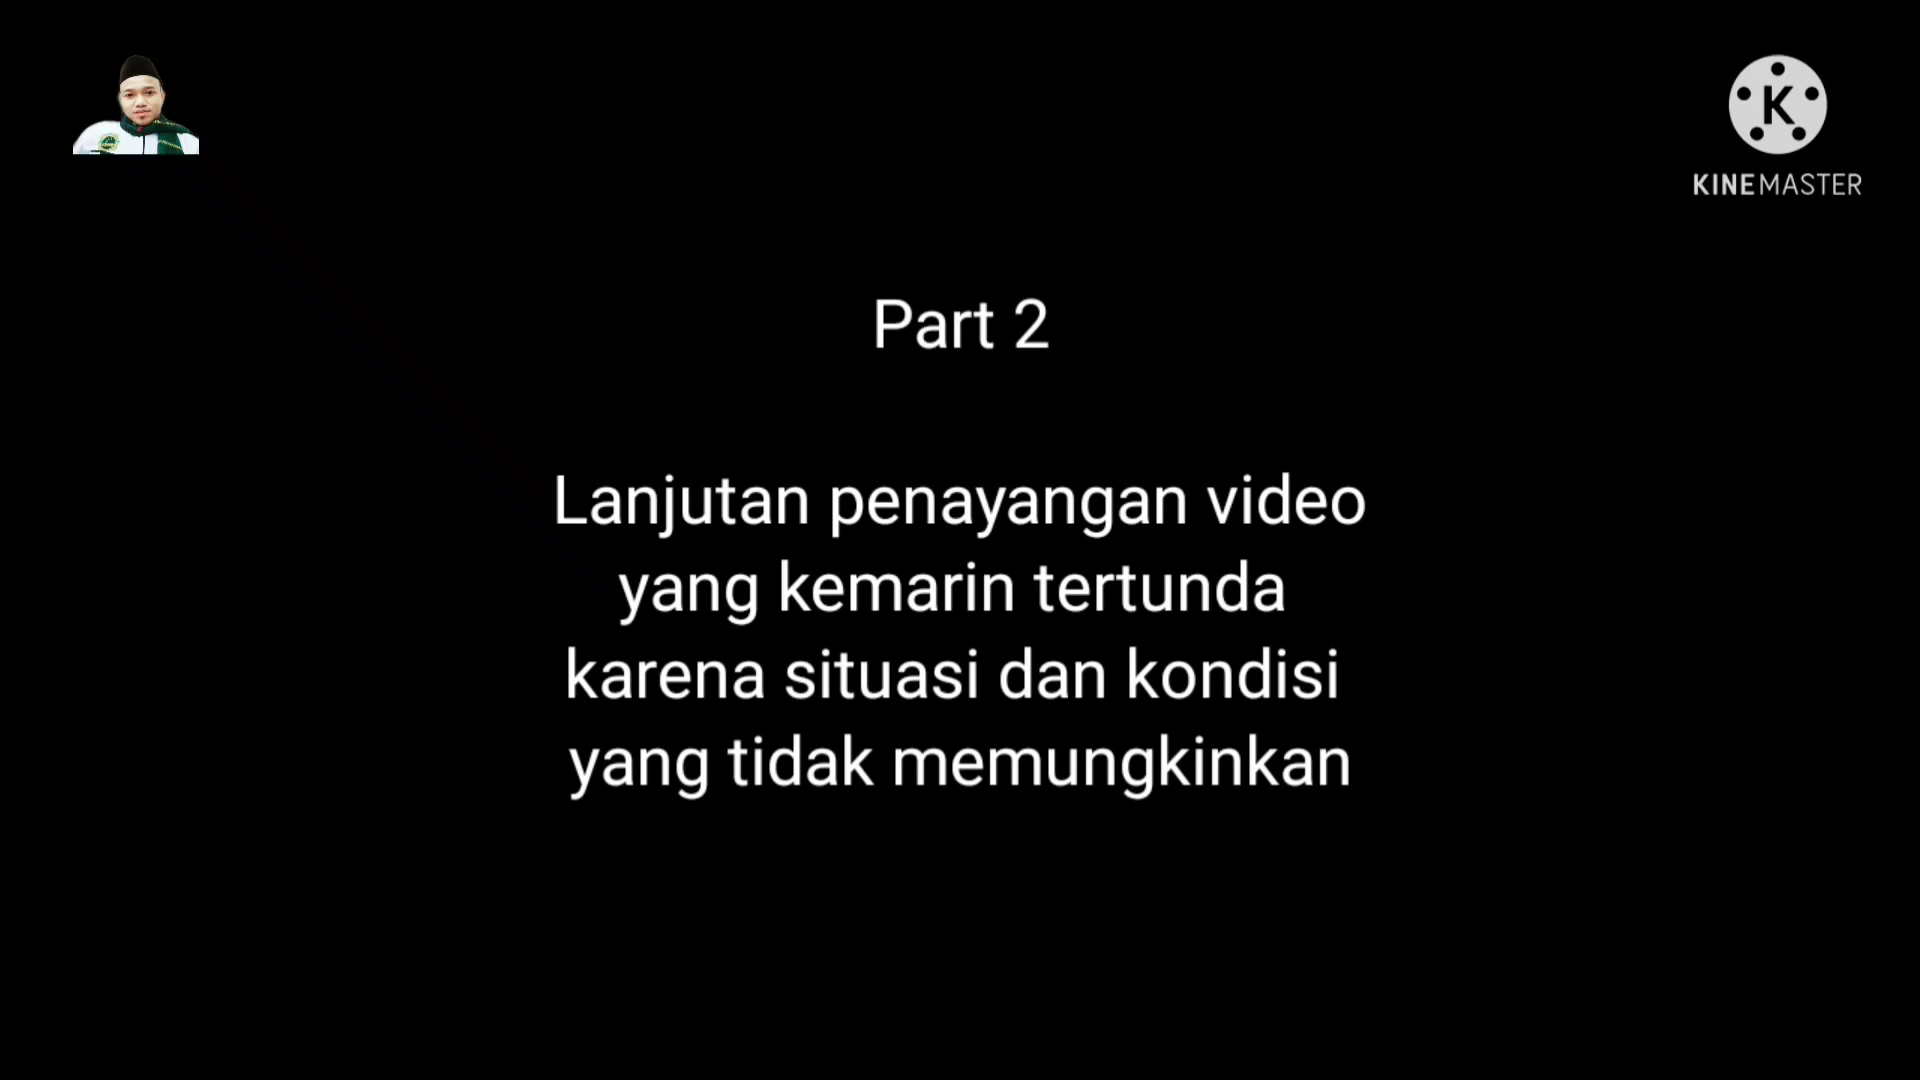 KINEMASTER
Part 2
Lanjutan penayangan video
yang kemarin tertunda
karena situasi dan kondisi
yang tidak memungkinkan